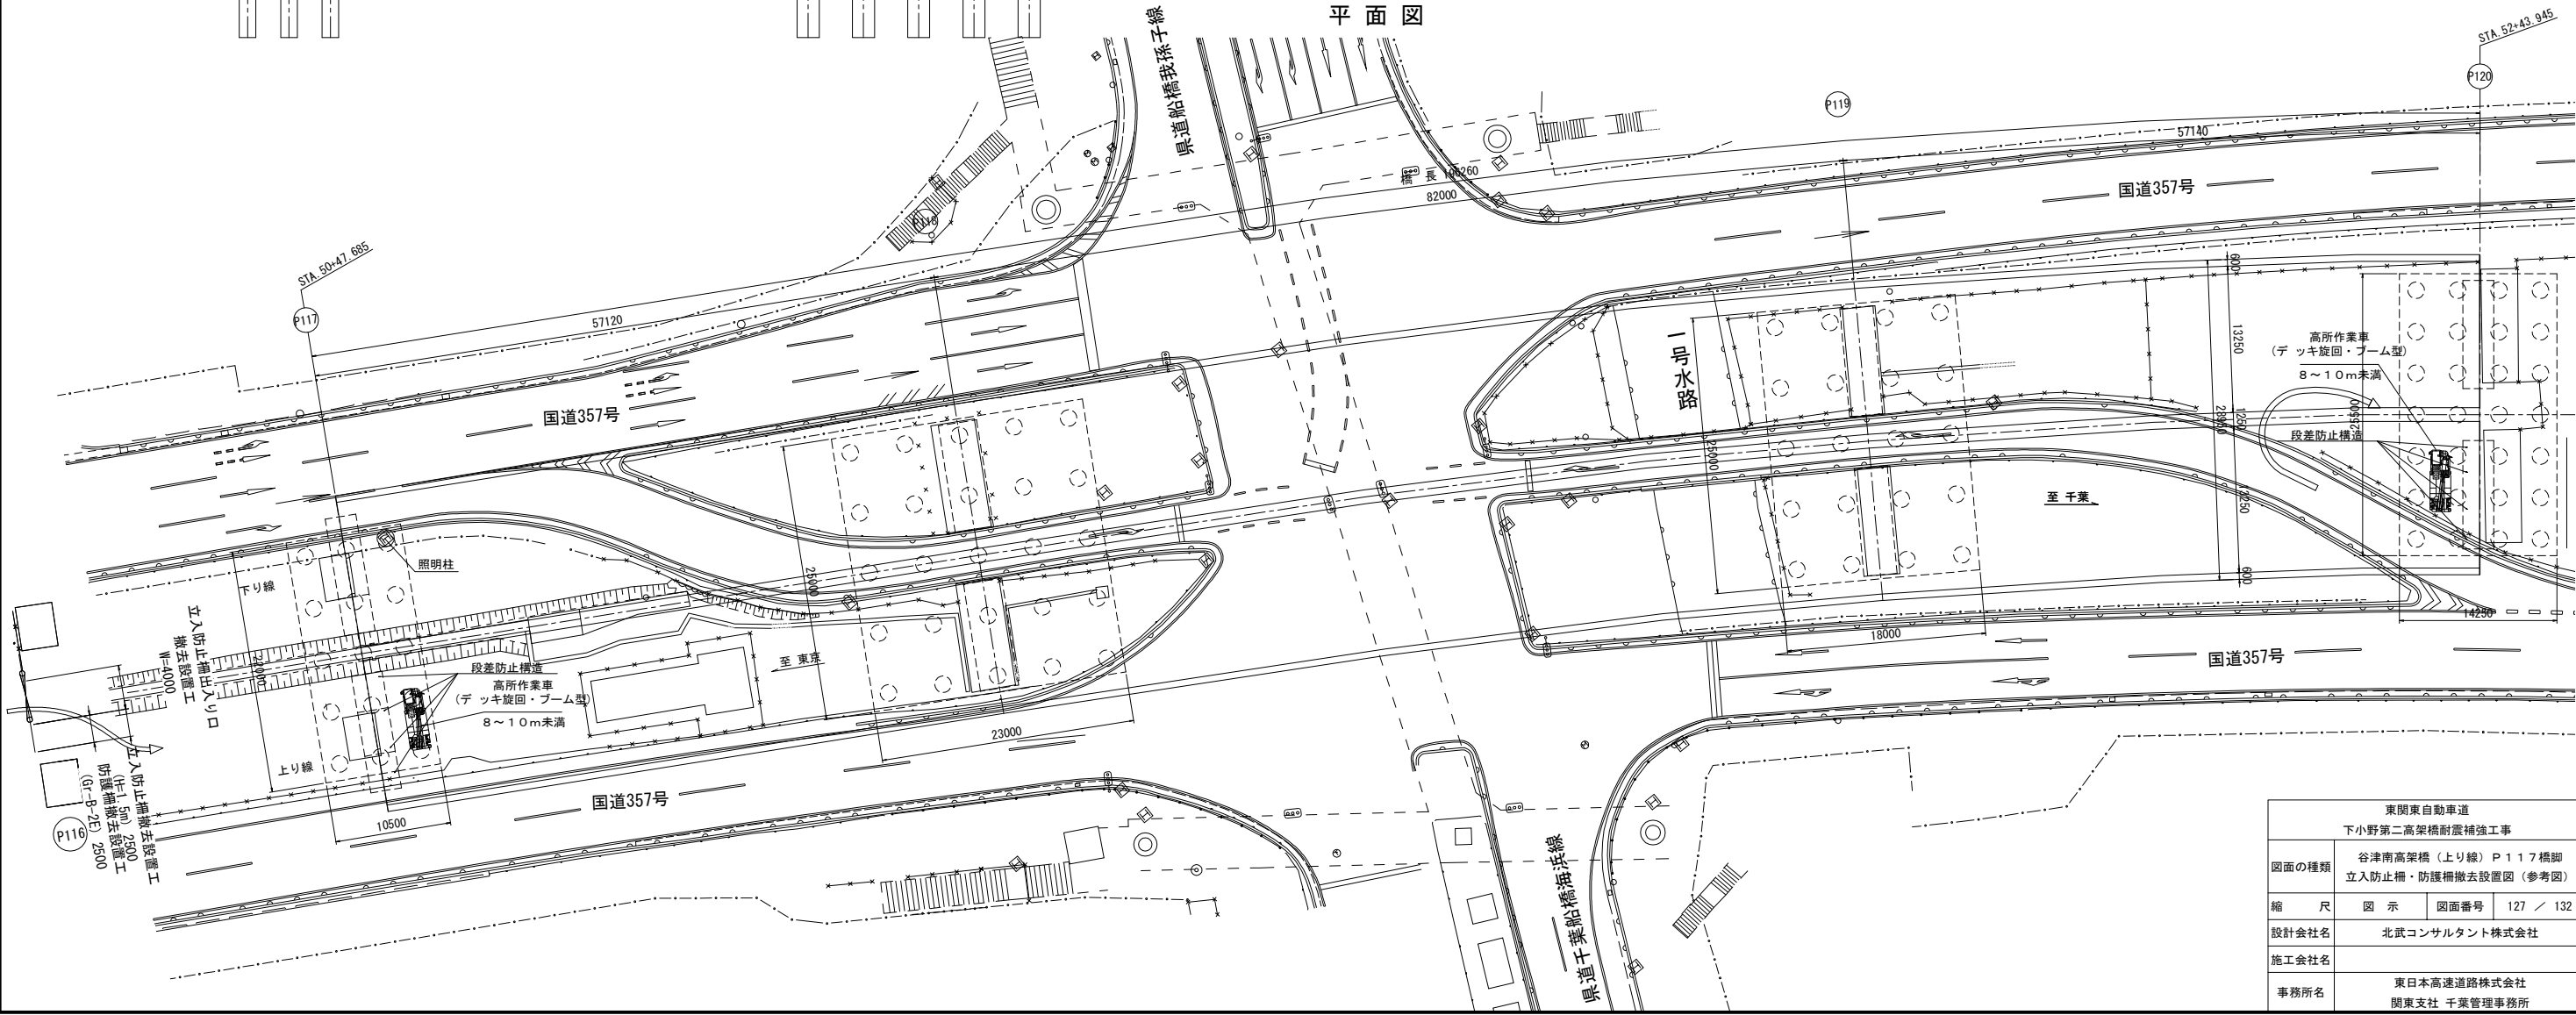 平面図
STA. 52+43.945
P120
P119
57140
県道船橋我孫子線
橋 長 196260
82000
国道357号
P118
STA. 50+47.685
P117
57120
国道357号
一号水路
600
13250
高所作業車
(デッキ旋回・ブーム型)
8～10m未満
28950
1250
25500
段差防止構造
13250
600
25000
至 千葉
14250
18000
国道357号
照明柱
下り線
25000
立入防止柵出入り口
撤去設置工
W=4000
22000
段差防止構造
高所作業車
(デッキ旋回・ブーム型)
8～10m未満
至 東京
上り線
23000
国道357号
10500
P116
立入防止柵撤去設置工
(H=1.5m) 2500
防護柵撤去設置工
(Gr-B-2E) 2500
県道千葉船橋海浜線
東関東自動車道
下小野第二高架橋耐震補強工事
図面の種類
谷津南高架橋（上り線）Ｐ１１７橋脚
立入防止柵・防護柵撤去設置図（参考図）
縮 尺 図 示 図面番号 127 ／ 132
設計会社名 北武コンサルタント株式会社
施工会社名
事務所名
東日本高速道路株式会社
関東支社 千葉管理事務所